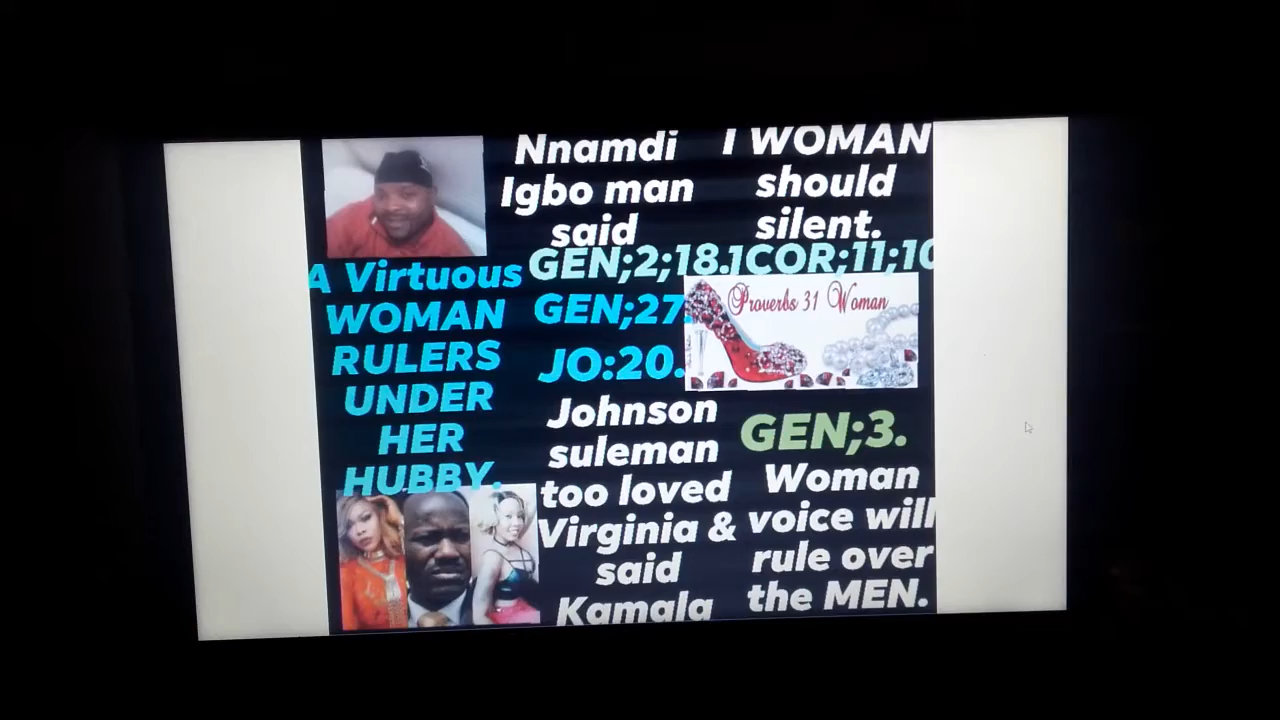 Nnamdi
Igbo man
said
I WOMAN
should
silent.
GEN;2;18.1COR;11;10
A Virtuous
WOMAN
RULERS
UNDER
HER
HUBBY.
GEN;27
JO:20.
Proverbs 31 Woman
Johnson
suleman
too loved
Virginia &
said
Kamala
GEN;3.
Woman
voice will
rule over
the MEN.